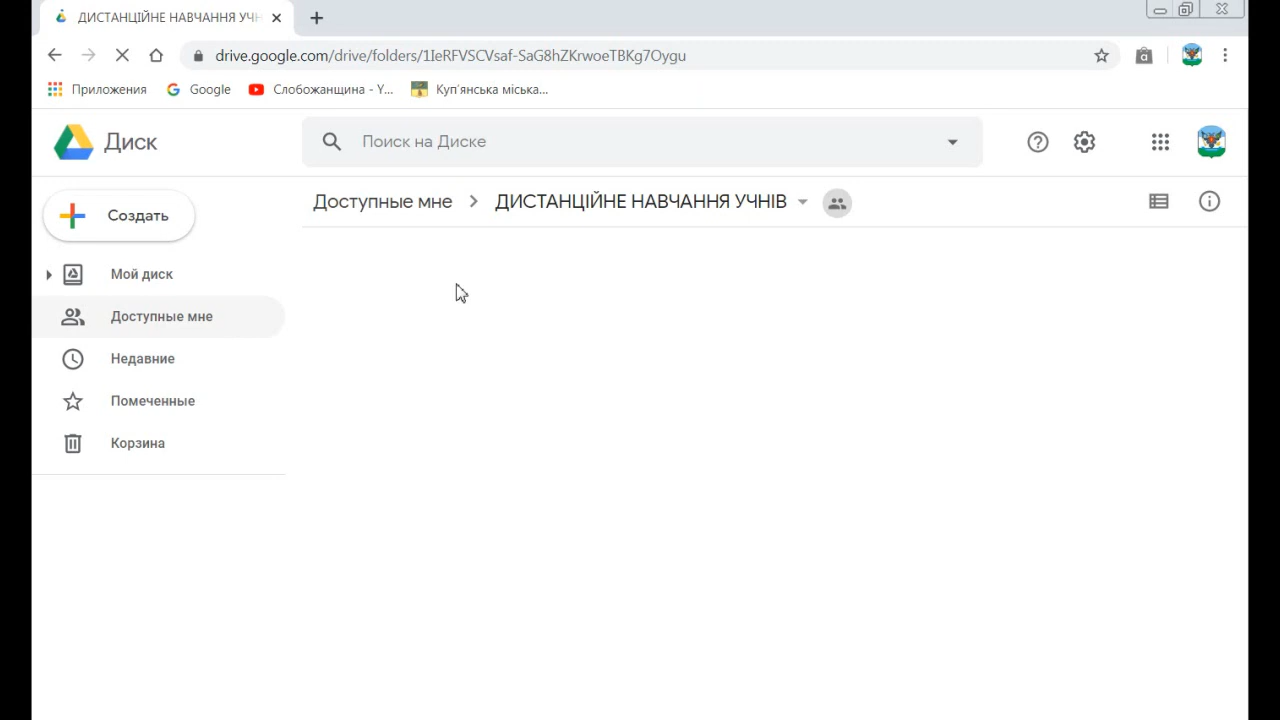 ДИСТАНЦІЙНЕ НАВЧАННЯ УЧН
drive.google.com/drive/folders/1IeRFVSCVsaf-SaG8hZKrwoeTBKg7Oygu
Приложения Google Слобожанщина - Y... Куп'янська міська...
Диск Поиск на Диске
Создать Доступные мне ДИСТАНЦІЙНЕ НАВЧАННЯ УЧНІВ
Мой диск
Доступные мне
Недавние
Помеченные
Корзина